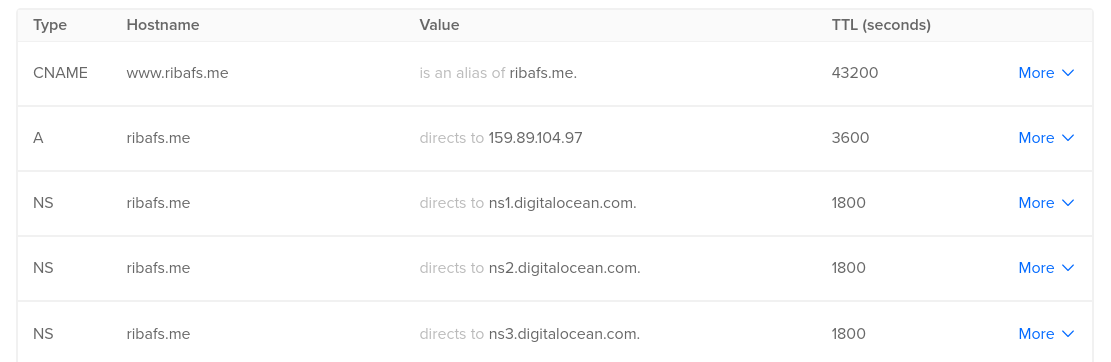 Type Hostname Value TTL (seconds)
CNAME www.ribafs.me is an alias of ribafs.me. 43200 More
A ribafs.me directs to 159.89.104.97 3600 More
NS ribafs.me directs to ns1.digitalocean.com. 1800 More
NS ribafs.me directs to ns2.digitalocean.com. 1800 More
NS ribafs.me directs to ns3.digitalocean.com. 1800 More